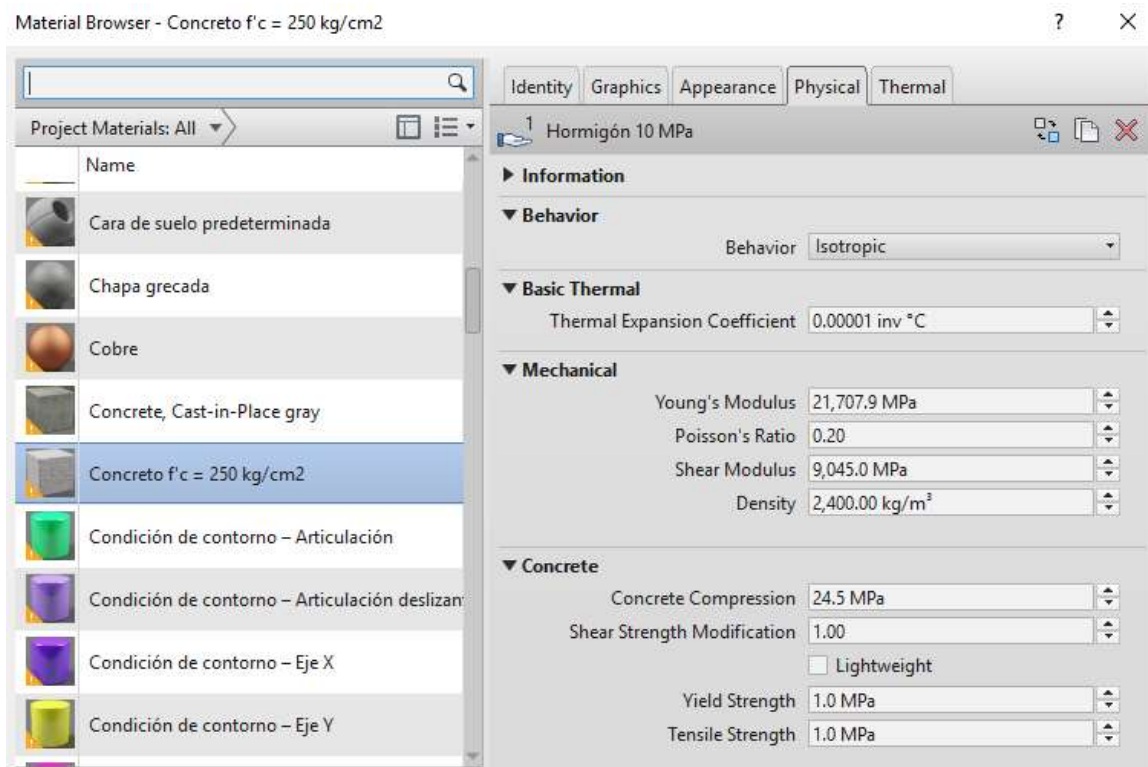 Material Browser - Concreto f'c = 250 kg/cm2
?
Project Materials: All
Name
Cara de suelo predeterminada
Chapa grecada
Cobre
Concrete, Cast-in-Place gray
Concreto f'c = 250 kg/cm2
Condición de contorno – Articulación
Condición de contorno – Articulación deslizan
Condición de contorno – Eje X
Condición de contorno – Eje Y
Identity Graphics Appearance Physical Thermal
1 Hormigón 10 MPa
Information
Behavior
Behavior Isotropic
Basic Thermal
Thermal Expansion Coefficient 0.00001 inv °C
Mechanical
Young's Modulus 21,707.9 MPa
Poisson's Ratio 0.20
Shear Modulus 9,045.0 MPa
Density 2,400.00 kg/m³
Concrete
Concrete Compression 24.5 MPa
Shear Strength Modification 1.00
Lightweight
Yield Strength 1.0 MPa
Tensile Strength 1.0 MPa